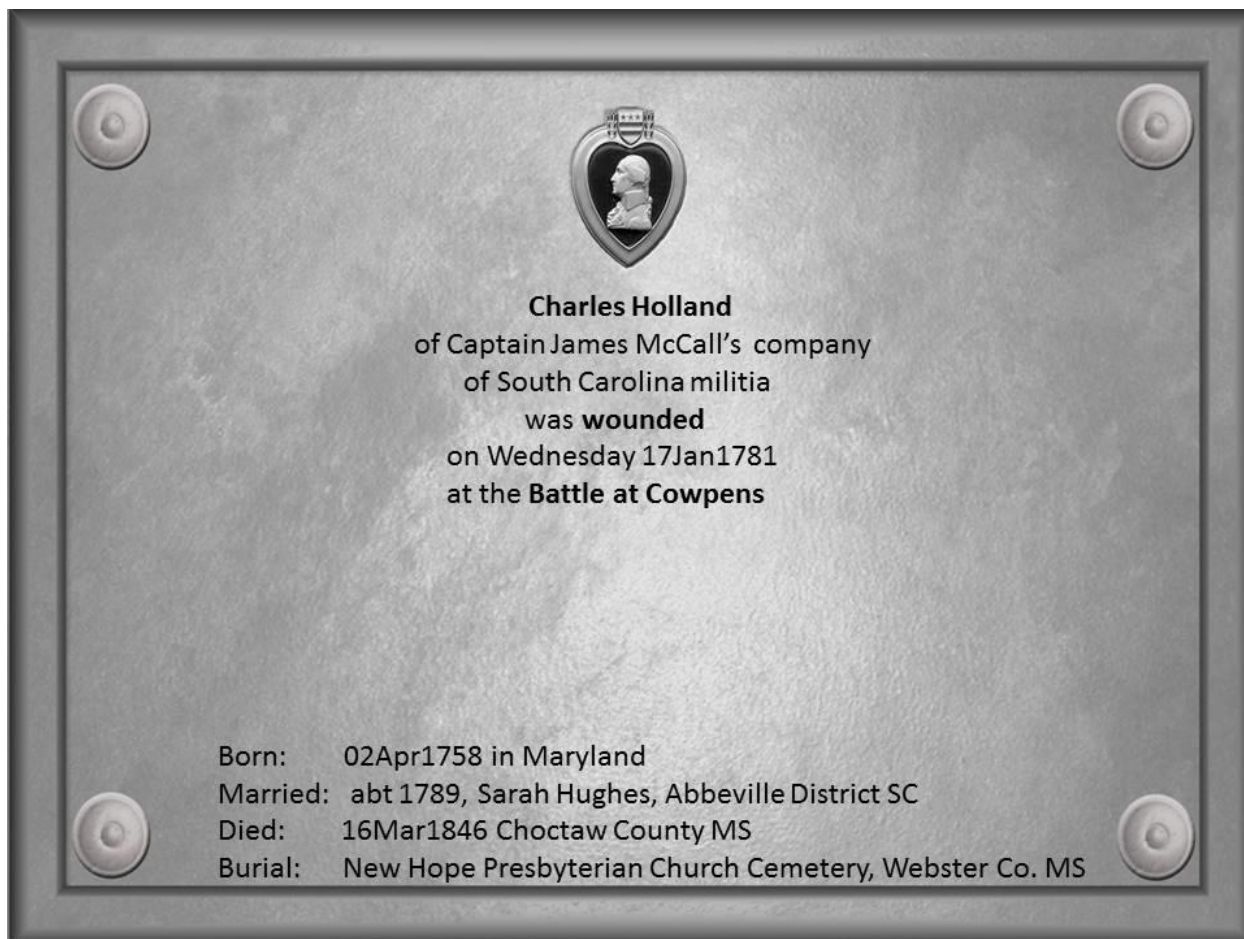 Charles Holland
of Captain James McCall's company
of South Carolina militia
was wounded
on Wednesday 17Jan1781
at the Battle at Cowpens
Born: 02Apr1758 in Maryland
Married: abt 1789, Sarah Hughes, Abbeville District SC
Died: 16Mar1846 Choctaw County MS
Burial: New Hope Presbyterian Church Cemetery, Webster Co. MS